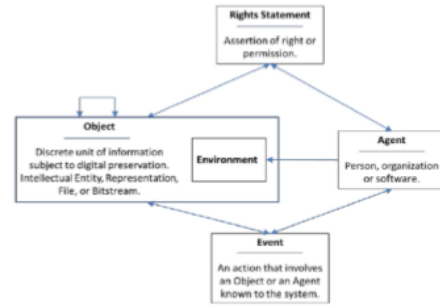 Rights Statement
Assertion of right or
permission.
Object
Discrete unit of information
subject to digital preservation.
Intellectual Entity, Representation,
File, or Bitstream.
Environment
Agent
Person, organization
or software.
Event
An action that involves
an Object or an Agent
known to the system.